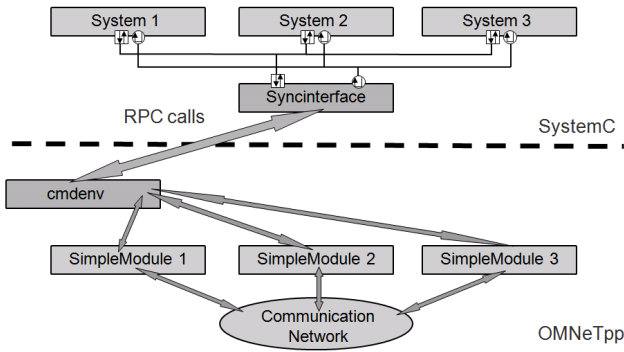 System 1
System 2
System 3
Syncinterface
RPC calls
SystemC
cmdenv
SimpleModule 1
SimpleModule 2
SimpleModule 3
Communication
Network
OMNeTpp